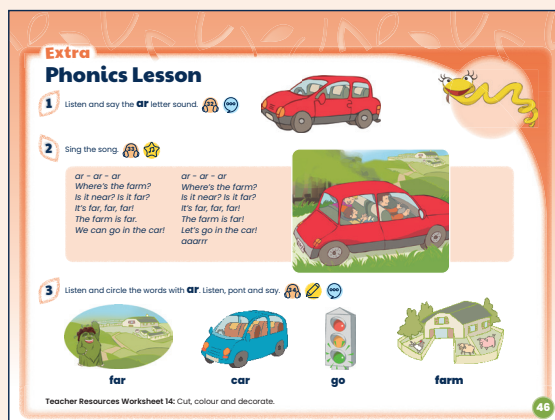 Extra
Phonics Lesson
1 Listen and say the ar letter sound. 32
2 Sing the song. 33
ar - ar - ar
Where's the farm?
Is it near? Is it far?
It's far, far, far!
The farm is far.
We can go in the car!
ar - ar - ar
Where's the farm?
Is it near? Is it far?
It's far, far, far!
The farm is far!
Let's go in the car!
aaarrr
3 Listen and circle the words with ar. Listen, pont and say.
far
car
go
farm
Teacher Resources Worksheet 14: Cut, colour and decorate.
46